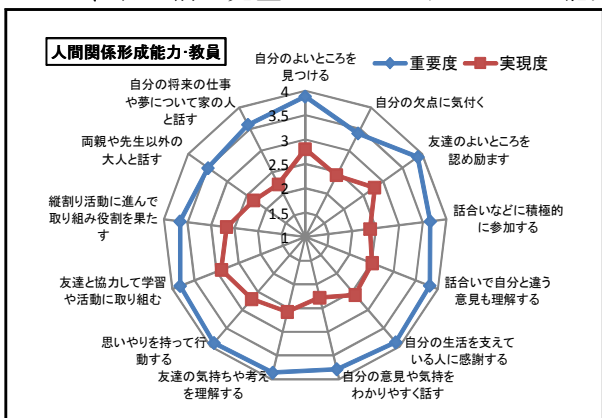 人間関係形成能力・教員
重要度
実現度
自分のよいところを
見つける
自分の欠点に気付く
友達のよいところを
認め励ます
話合いなどに積極的
に参加する
話合いで自分と違う
意見も理解する
自分の生活を支えて
いる人に感謝する
自分の意見や気持を
わかりやすく話す
友達の気持ちや考え
を理解する
思いやりを持って行
動する
友達と協力して学習
や活動に取り組む
縦割り活動に進んで
取り組み役割を果た
す
両親や先生以外の
大人と話す
自分の将来の仕事
や夢について家の人
と話す
4
3.5
3
2.5
2
1.5
1